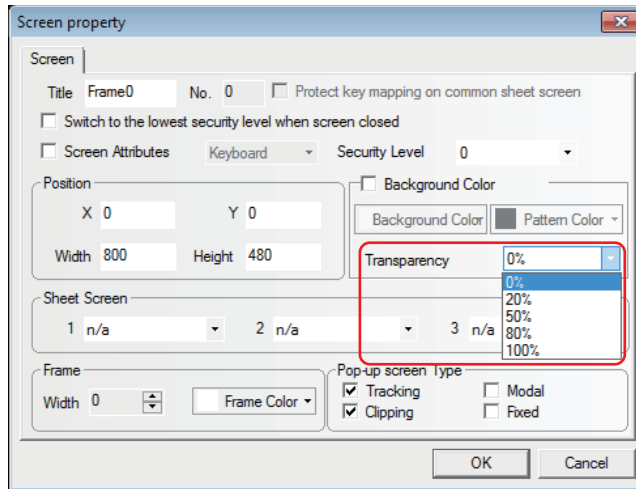 Screen property
Screen
Title Frame0 No. 0 Protect key mapping on common sheet screen
Switch to the lowest security level when screen closed
Screen Attributes Keyboard Security Level 0
Position Background Color
X 0 Y 0 Background Color Pattern Color
Width 800 Height 480 Transparency 0%
0%
Sheet Screen 20%
1 n/a 2 n/a 3 n/a 50%
80%
100%
Frame Pop-up screen Type
Width 0 Frame Color Tracking Modal
Clipping Fixed
OK Cancel